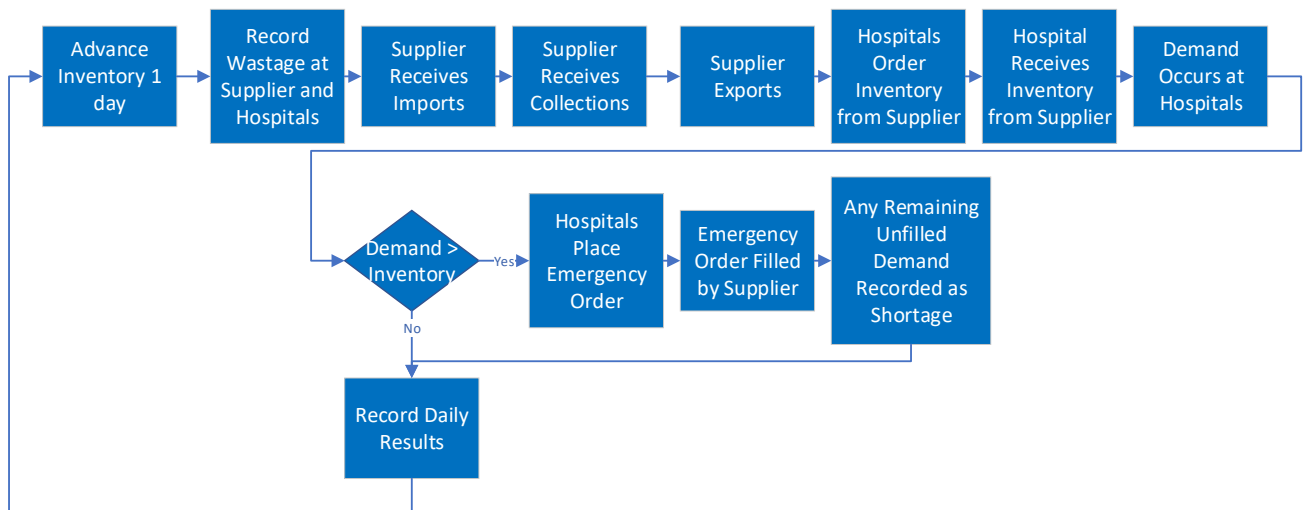 Advance
Inventory 1
day
Record
Wastage at
Supplier and
Hospitals
Supplier
Receives
Imports
Supplier
Receives
Collections
Supplier
Exports
Hospitals
Order
Inventory
from Supplier
Hospital
Receives
Inventory
from Supplier
Demand
Occurs at
Hospitals
Demand >
Inventory
Yes
Hospitals
Place
Emergency
Order
Emergency
Order Filled
by Supplier
Any Remaining
Unfilled
Demand
Recorded as
Shortage
No
Record Daily
Results